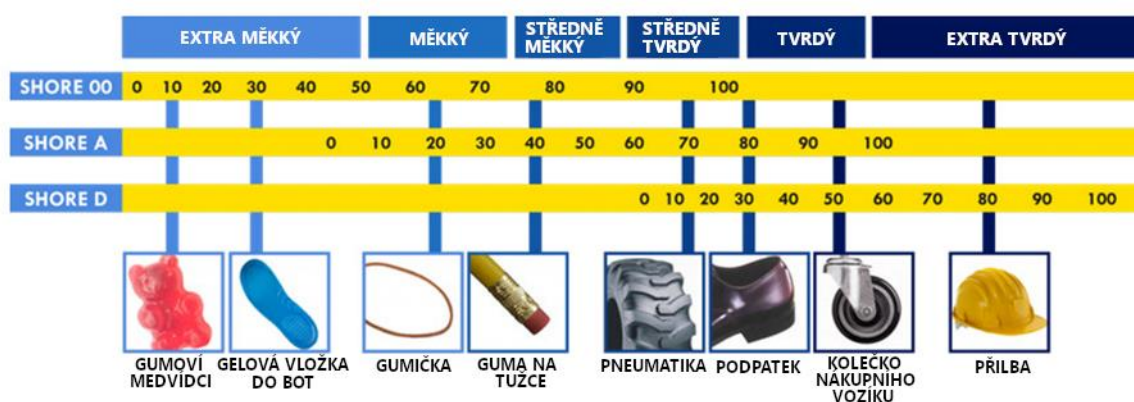 EXTRA MĚKKÝ
MĚKKÝ
STŘEDNĚ
MĚKKÝ
STŘEDNĚ
TVRDÝ
TVRDÝ
EXTRA TVRDÝ
SHORE 00 0 10 20 30 40 50 60 70 80 90 100
SHORE A 0 10 20 30 40 50 60 70 80 90 100
SHORE D 0 10 20 30 40 50 60 70 80 90 100
GUMOVÍ
MEDVÍDCI
GELOVÁ VLOŽKA
DO BOT
GUMIČKA
GUMA NA
TUŽCE
PNEUMATIKA
PODPATEK
KOLEČKO
NÁKUPNIHO
VOZÍKU
PŘILBA